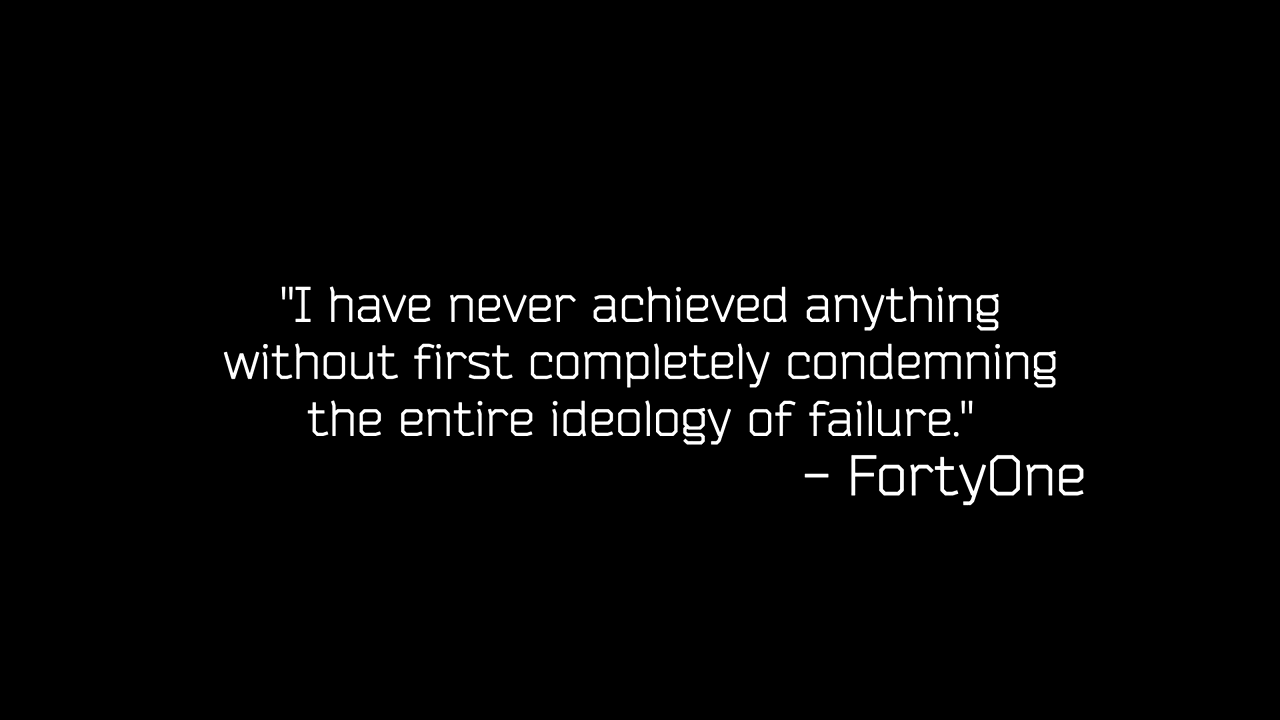 "I have never achieved anything
without first completely condemning
the entire ideology of failure."
- FortyOne